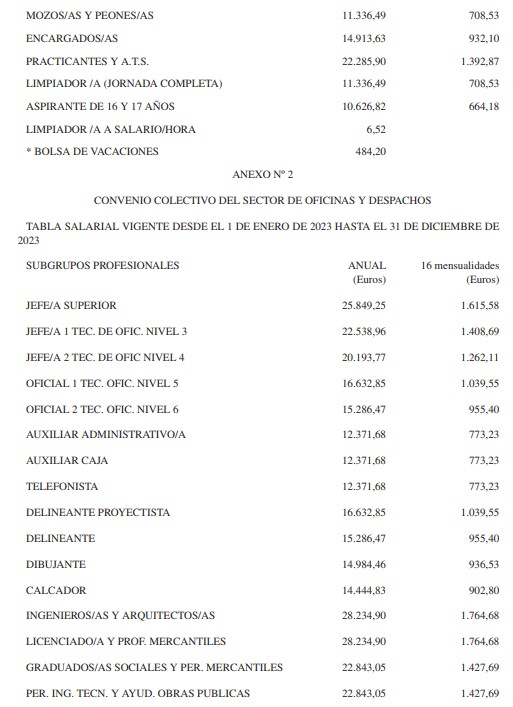 MOZOS/AS Y PEONES/AS 11.336,49 708,53
ENCARGADOS/AS 14.913,63 932,10
PRACTICANTES Y A.T.S. 22.285,90 1.392,87
LIMPIADOR /A (JORNADA COMPLETA) 11.336,49 708,53
ASPIRANTE DE 16 Y 17 AÑOS 10.626,82 664,18
LIMPIADOR /A A SALARIO/HORA 6,52
* BOLSA DE VACACIONES 484,20
ANEXO Nº 2
CONVENIO COLECTIVO DEL SECTOR DE OFICINAS Y DESPACHOS
TABLA SALARIAL VIGENTE DESDE EL 1 DE ENERO DE 2023 HASTA EL 31 DE DICIEMBRE DE
2023
SUBGRUPOS PROFESIONALES ANUAL 16 mensualidades
(Euros) (Euros)
JEFE/A SUPERIOR 25.849,25 1.615,58
JEFE/A 1 TEC. DE OFIC. NIVEL 3 22.538,96 1.408,69
JEFE/A 2 TEC. DE OFIC NIVEL 4 20.193,77 1.262,11
OFICIAL 1 TEC. OFIC. NIVEL 5 16.632,85 1.039,55
OFICIAL 2 TEC. OFIC. NIVEL 6 15.286,47 955,40
AUXILIAR ADMINISTRATIVO/A 12.371,68 773,23
AUXILIAR CAJA 12.371,68 773,23
TELEFONISTA 12.371,68 773,23
DELINEANTE PROYECTISTA 16.632,85 1.039,55
DELINEANTE 15.286,47 955,40
DIBUJANTE 14.984,46 936,53
CALCADOR 14.444,83 902,80
INGENIEROS/AS Y ARQUITECTOS/AS 28.234,90 1.764,68
LICENCIADO/A Y PROF. MERCANTILES 28.234,90 1.764,68
GRADUADOS/AS SOCIALES Y PER. MERCANTILES 22.843,05 1.427,69
PER. ING. TECN. Y AYUD. OBRAS PUBLICAS 22.843,05 1.427,69